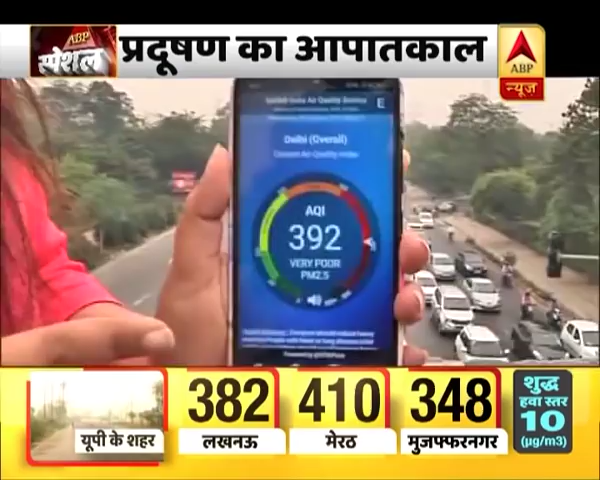 ABP
स्पेशल
प्रदूषण का आपातकाल
ABP
न्यूज़
E
Delhi (Overall)
Current Air Quality Index
AQI
392
VERY POOR
PM2.5
यूपी के शहर
382
लखनऊ
410
मेरठ
348
मुजफ्फरनगर
शुद्ध
हवा स्तर
10
(µg/m3)